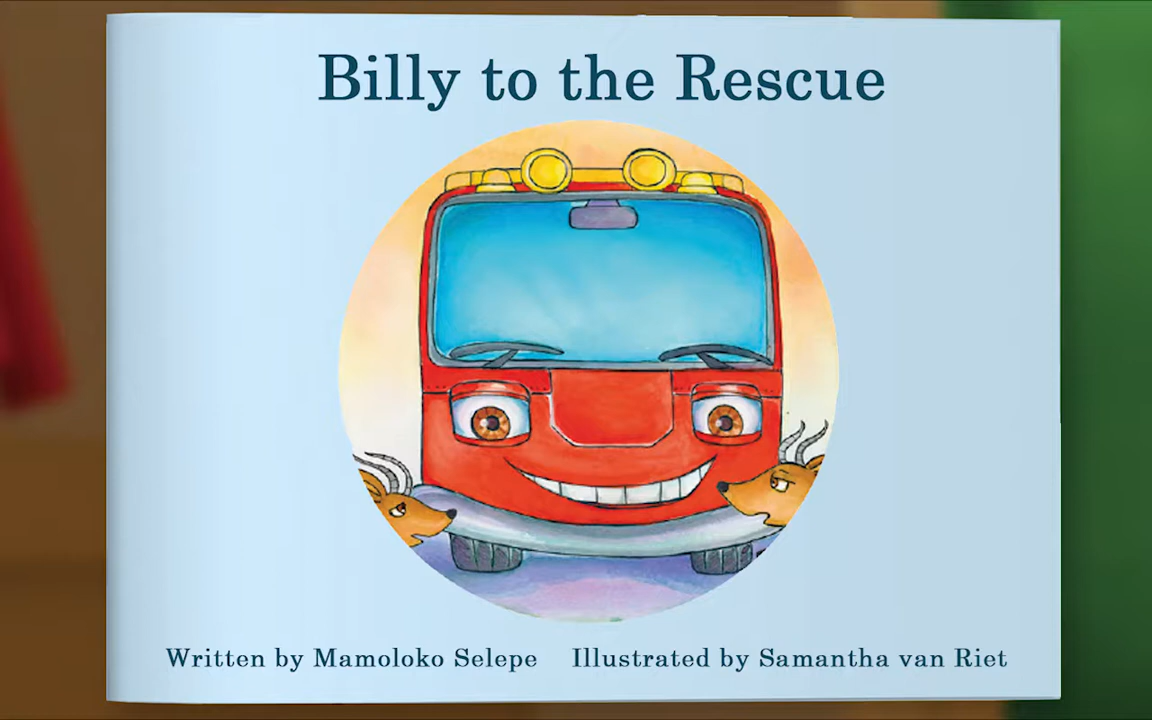 Billy to the Rescue
Written by Mamoloko Selepe Illustrated by Samantha van Riet